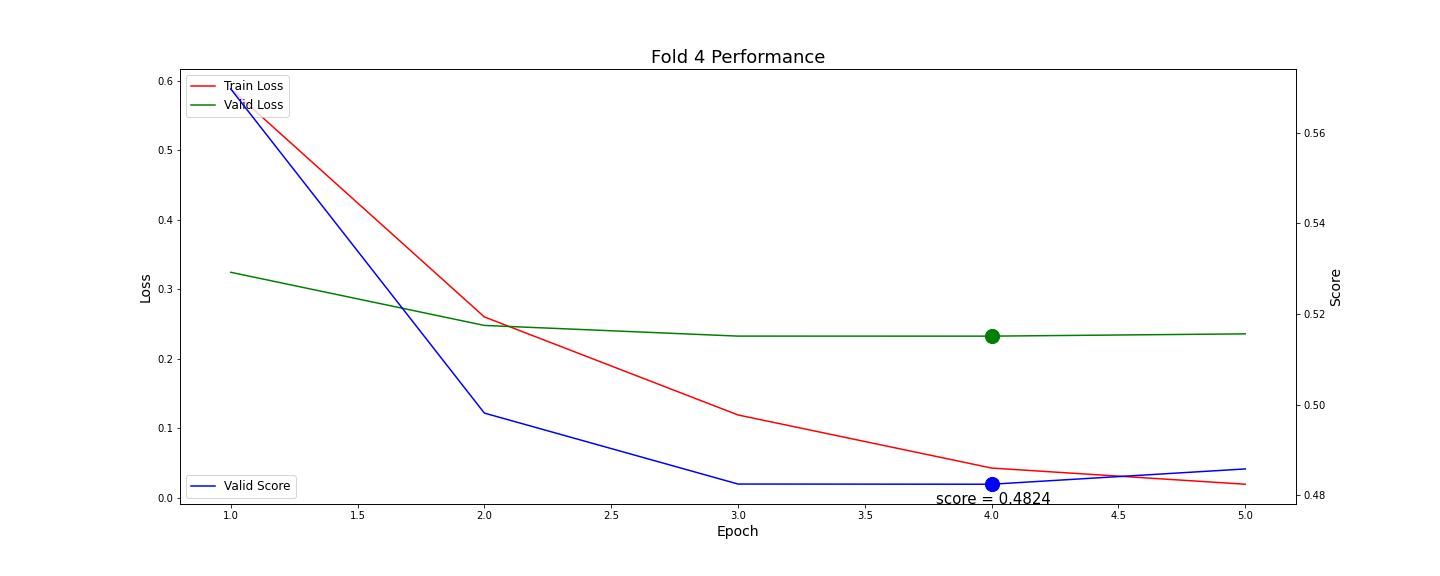 Fold 4 Performance
Train Loss
Valid Loss
Valid Score
0.6
0.5
0.4
0.3
0.2
0.1
0.0
Loss
0.56
0.54
0.52
0.50
0.48
Score
score = 0.4824
1.0 1.5 2.0 2.5 3.0 3.5 4.0 4.5 5.0
Epoch